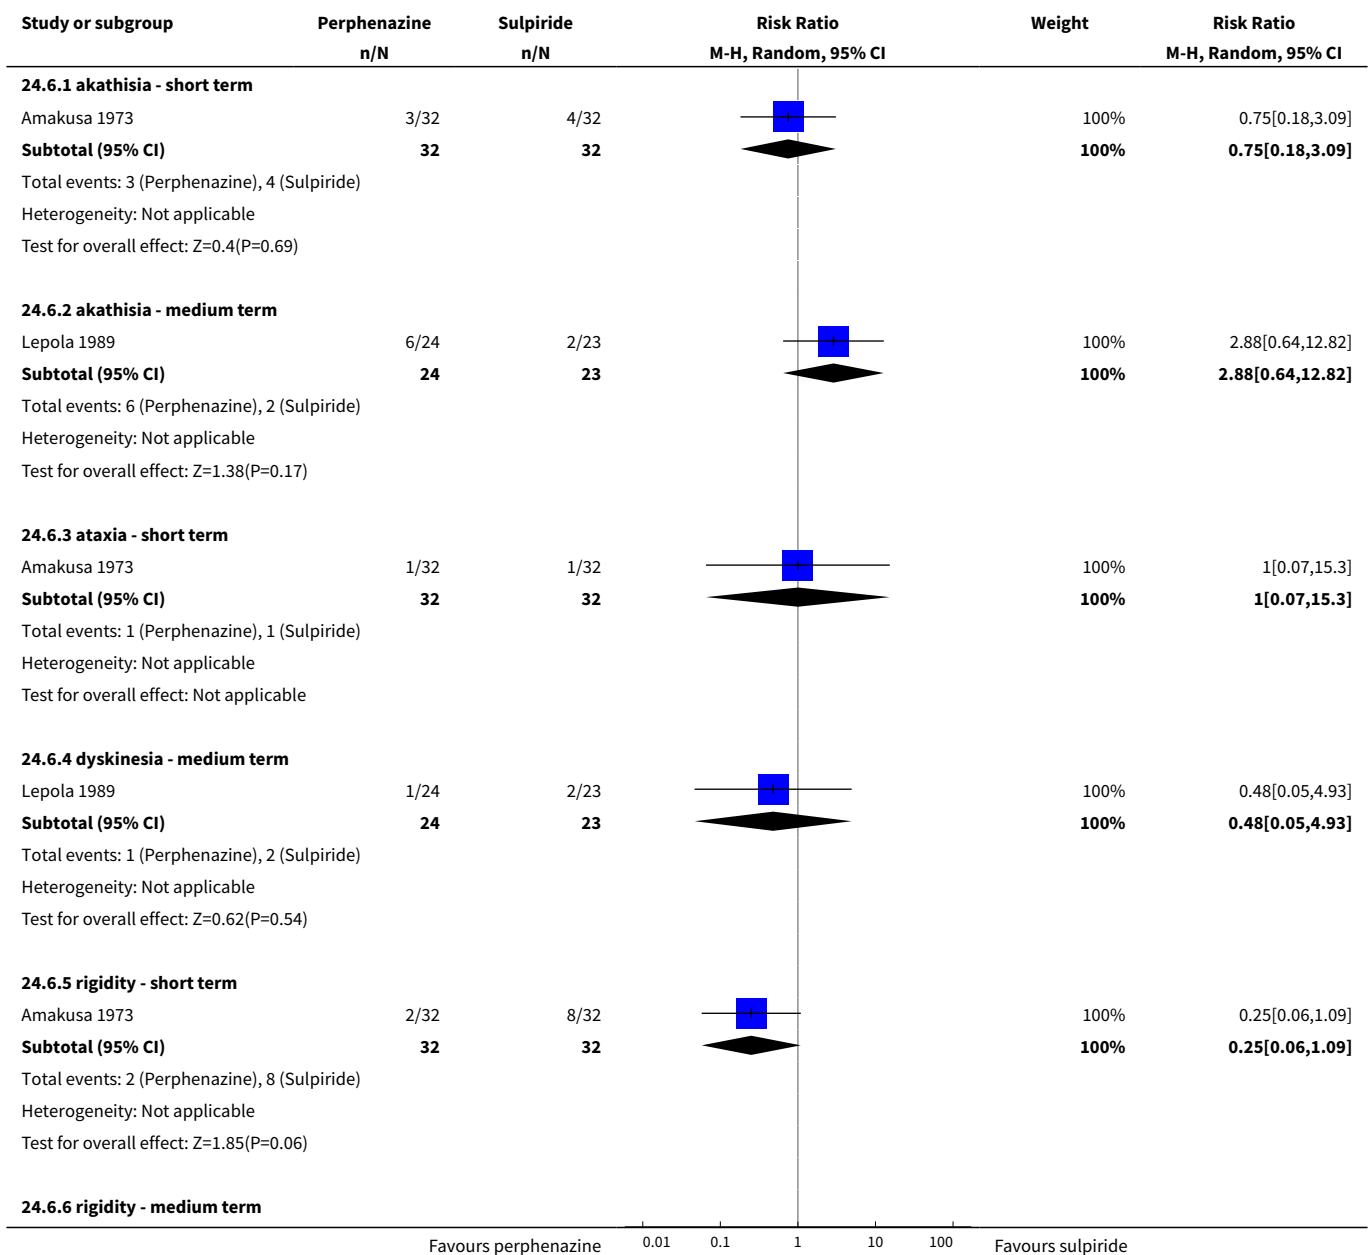 Study or subgroup Perphenazine Sulpiride Risk Ratio Weight Risk Ratio
n/N n/N M-H, Random, 95% CI M-H, Random, 95% CI
24.6.1 akathisia - short term
Amakusa 1973 3/32 4/32 100% 0.75[0.18,3.09]
Subtotal (95% CI) 32 32 100% 0.75[0.18,3.09]
Total events: 3 (Perphenazine), 4 (Sulpiride)
Heterogeneity: Not applicable
Test for overall effect: Z=0.4(P=0.69)
24.6.2 akathisia - medium term
Lepola 1989 6/24 2/23 100% 2.88[0.64,12.82]
Subtotal (95% CI) 24 23 100% 2.88[0.64,12.82]
Total events: 6 (Perphenazine), 2 (Sulpiride)
Heterogeneity: Not applicable
Test for overall effect: Z=1.38(P=0.17)
24.6.3 ataxia - short term
Amakusa 1973 1/32 1/32 100% 1[0.07,15.3]
Subtotal (95% CI) 32 32 100% 1[0.07,15.3]
Total events: 1 (Perphenazine), 1 (Sulpiride)
Heterogeneity: Not applicable
Test for overall effect: Not applicable
24.6.4 dyskinesia - medium term
Lepola 1989 1/24 2/23 100% 0.48[0.05,4.93]
Subtotal (95% CI) 24 23 100% 0.48[0.05,4.93]
Total events: 1 (Perphenazine), 2 (Sulpiride)
Heterogeneity: Not applicable
Test for overall effect: Z=0.62(P=0.54)
24.6.5 rigidity - short term
Amakusa 1973 2/32 8/32 100% 0.25[0.06,1.09]
Subtotal (95% CI) 32 32 100% 0.25[0.06,1.09]
Total events: 2 (Perphenazine), 8 (Sulpiride)
Heterogeneity: Not applicable
Test for overall effect: Z=1.85(P=0.06)
24.6.6 rigidity - medium term
Favours perphenazine 0.01 0.1 1 10 100 Favours sulpiride